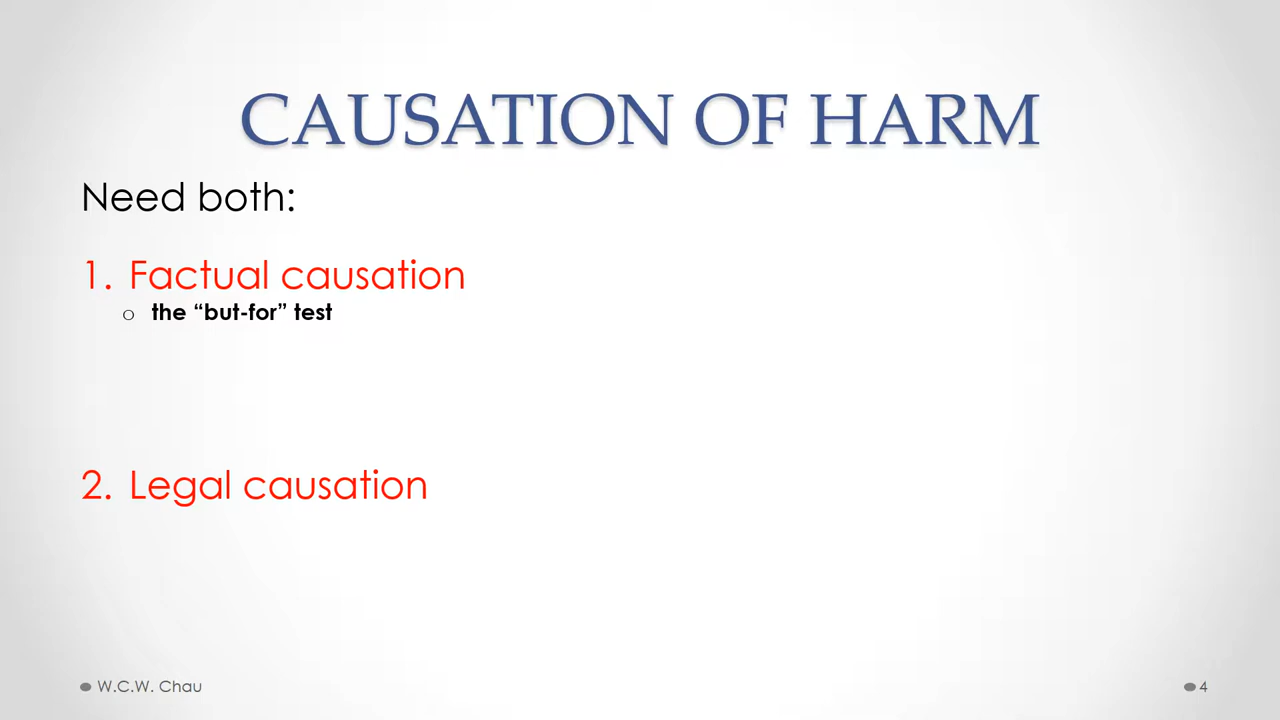 CAUSATION OF HARM
Need both:
1. Factual causation
o the “but-for” test
2. Legal causation
W.C.W. Chau
4